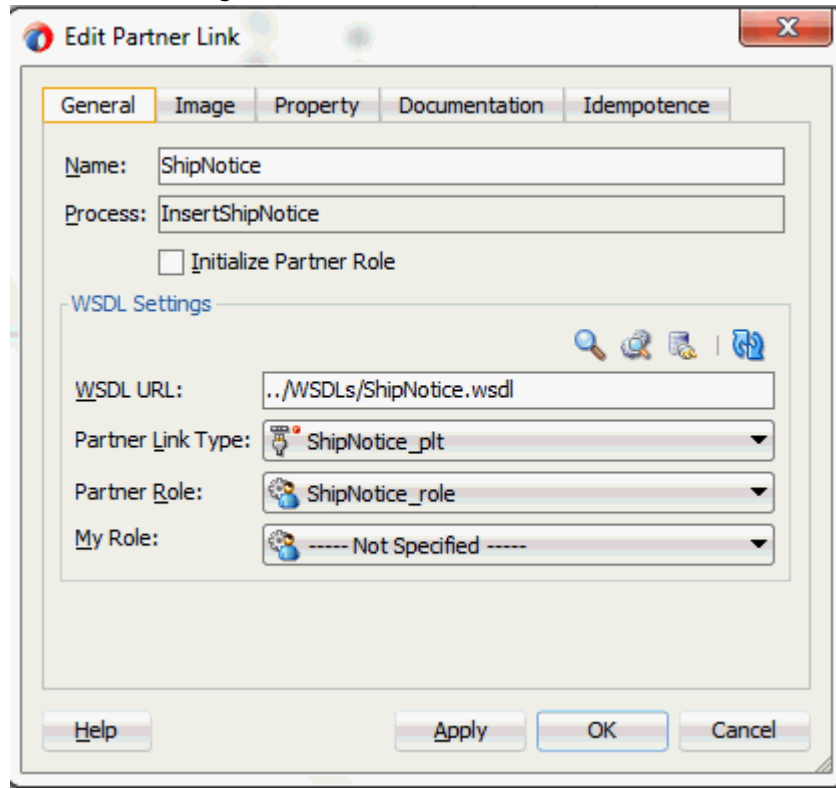 Edit Partner Link
General Image Property Documentation Idempotence
Name: ShipNotice
Process: InsertShipNotice
Initialize Partner Role
WSDL Settings
WSDL URL: ../WSDLs/ShipNotice.wsdl
Partner Link Type: ShipNotice_plt
Partner Role: ShipNotice_role
My Role: ----- Not Specified -----
Help Apply OK Cancel